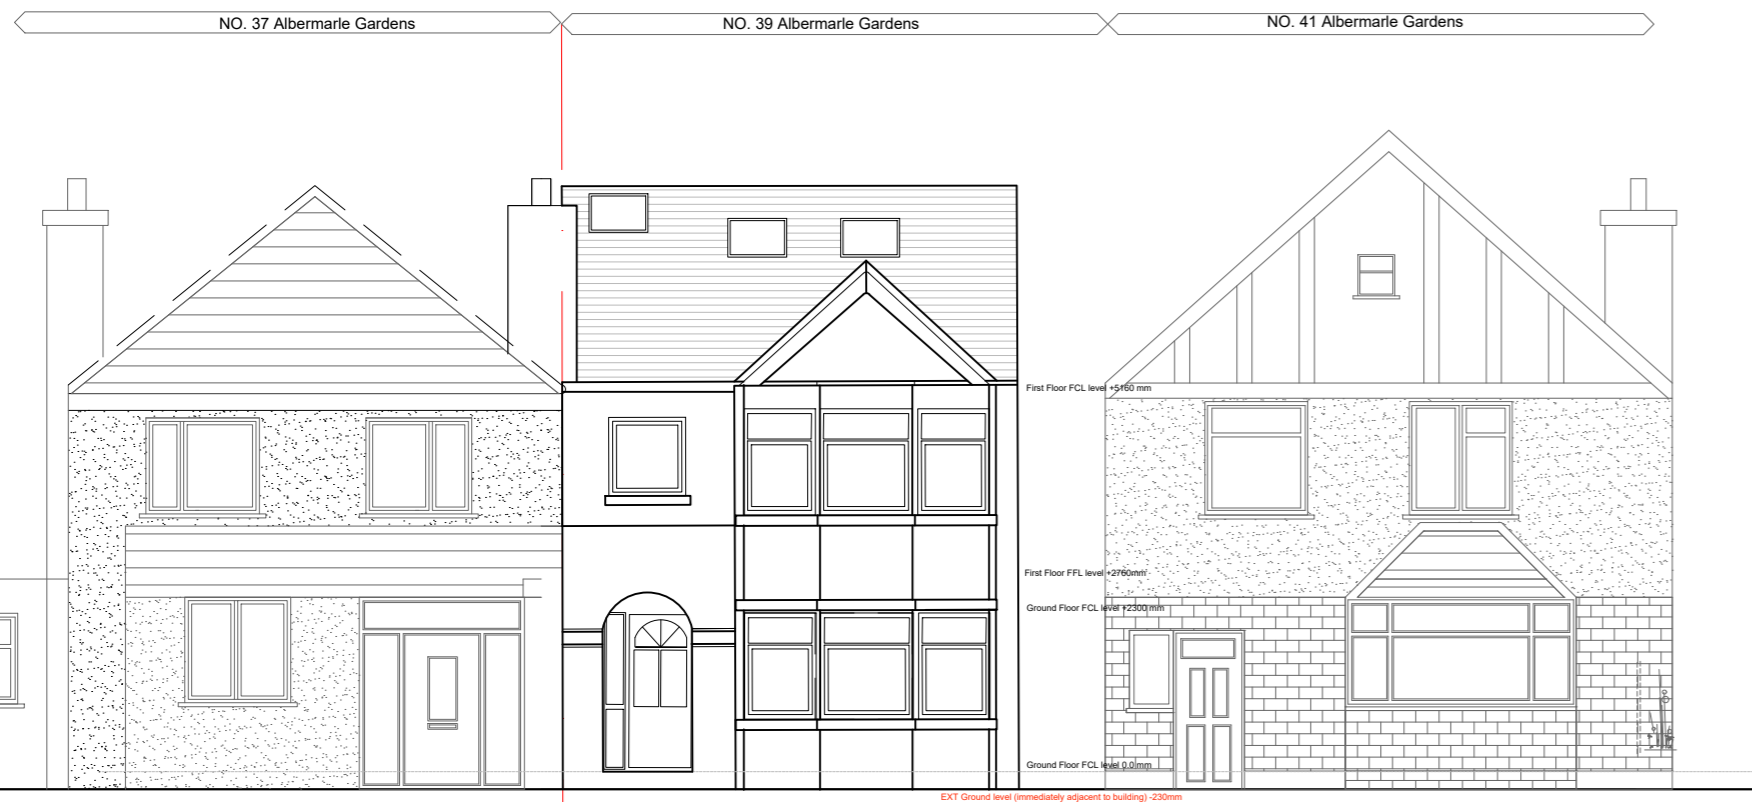 NO. 37 Albermarle Gardens
NO. 39 Albermarle Gardens
NO. 41 Albermarle Gardens
First Floor FCL level +5160 mm
First Floor FFL level +2760mm
Ground Floor FCL level +2300 mm
Ground Floor FCL level 0.0 mm
EXT Ground level (immediately adjacent to building) -230mm